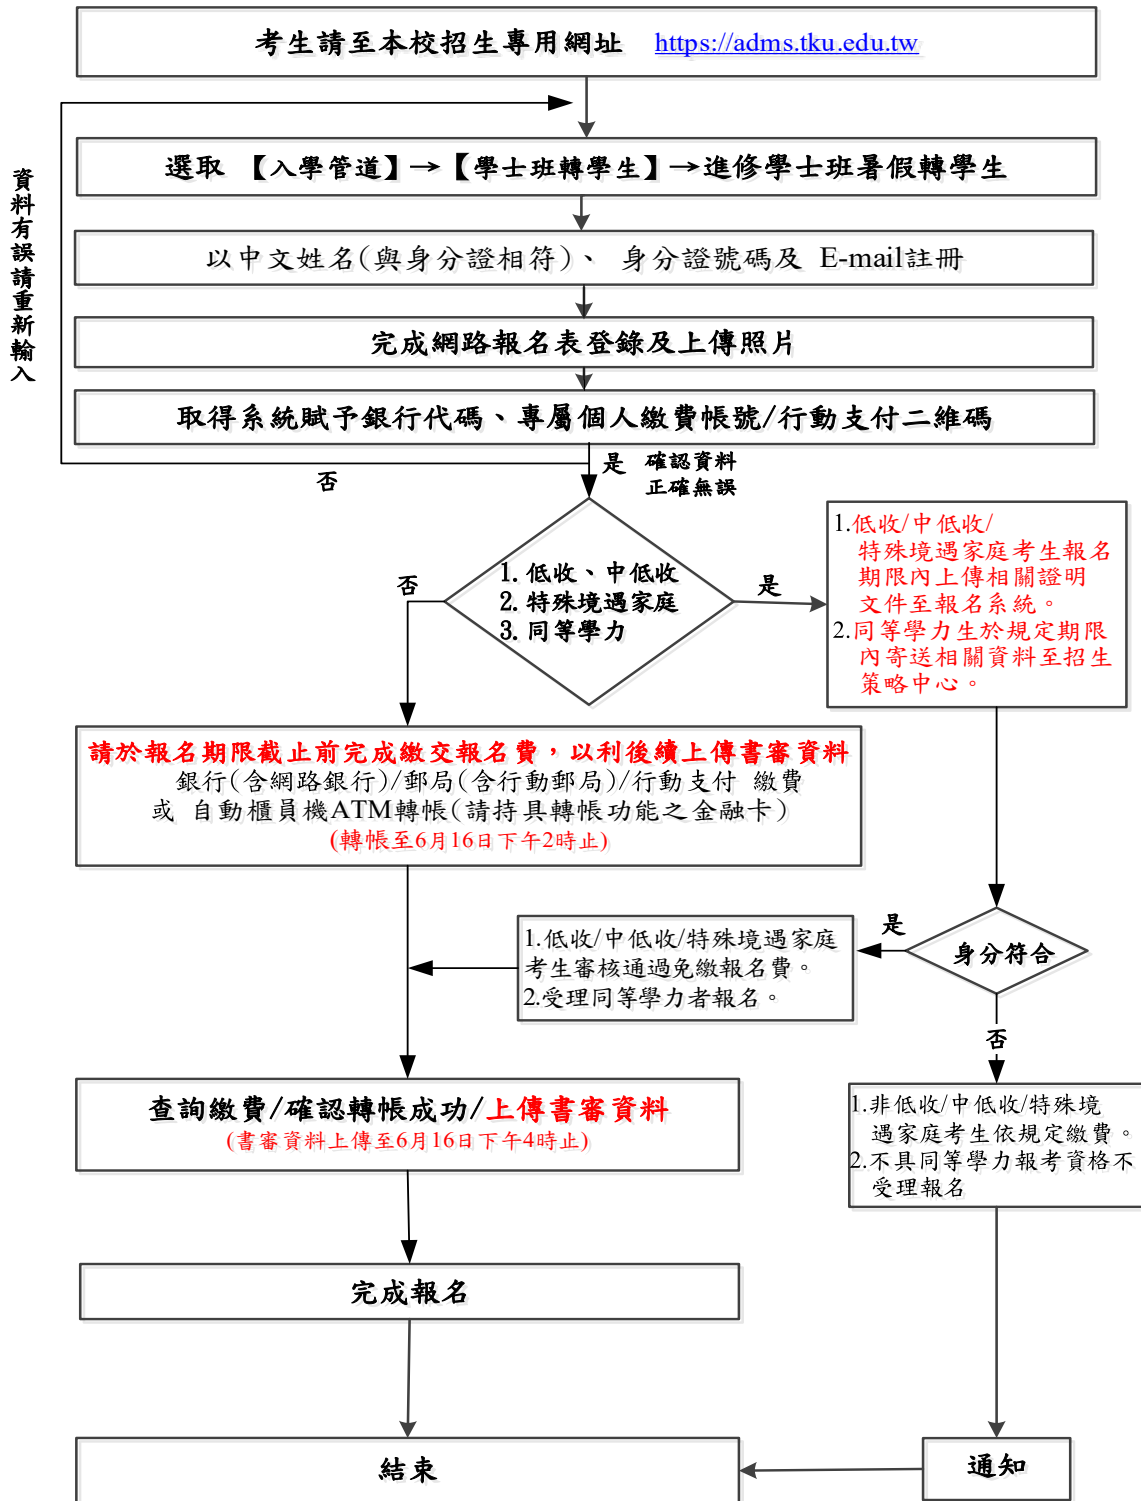 考生請至本校招生專用網址 https://adms.tku.edu.tw
選取 【入學管道】→【學士班轉學生】→進修學士班暑假轉學生
資料有誤請重新輸入
以中文姓名(與身分證相符)、 身分證號碼及 E-mail註冊
完成網路報名表登錄及上傳照片
取得系統賦予銀行代碼、專屬個人繳費帳號/行動支付二維碼
否
是 確認資料
正確無誤
1. 低收、中低收
2. 特殊境遇家庭
3. 同等學力
否
是
1.低收/中低收/
特殊境遇家庭考生報名
期限內上傳相關證明
文件至報名系統。
2.同等學力生於規定期限
內寄送相關資料至招生
策略中心。
請於報名期限截止前完成繳交報名費，以利後續上傳書審資料
銀行(含網路銀行)/郵局(含行動郵局)/行動支付 繳費
或 自動櫃員機ATM轉帳(請持具轉帳功能之金融卡)
(轉帳至6月16日下午2時止)
身分符合
是
1.低收/中低收/特殊境遇家庭
考生審核通過免繳報名費。
2.受理同等學力者報名。
否
查詢繳費/確認轉帳成功/上傳書審資料
(書審資料上傳至6月16日下午4時止)
1.非低收/中低收/特殊境
遇家庭考生依規定繳費。
2.不具同等學力報考資格不
受理報名
完成報名
結束
通知